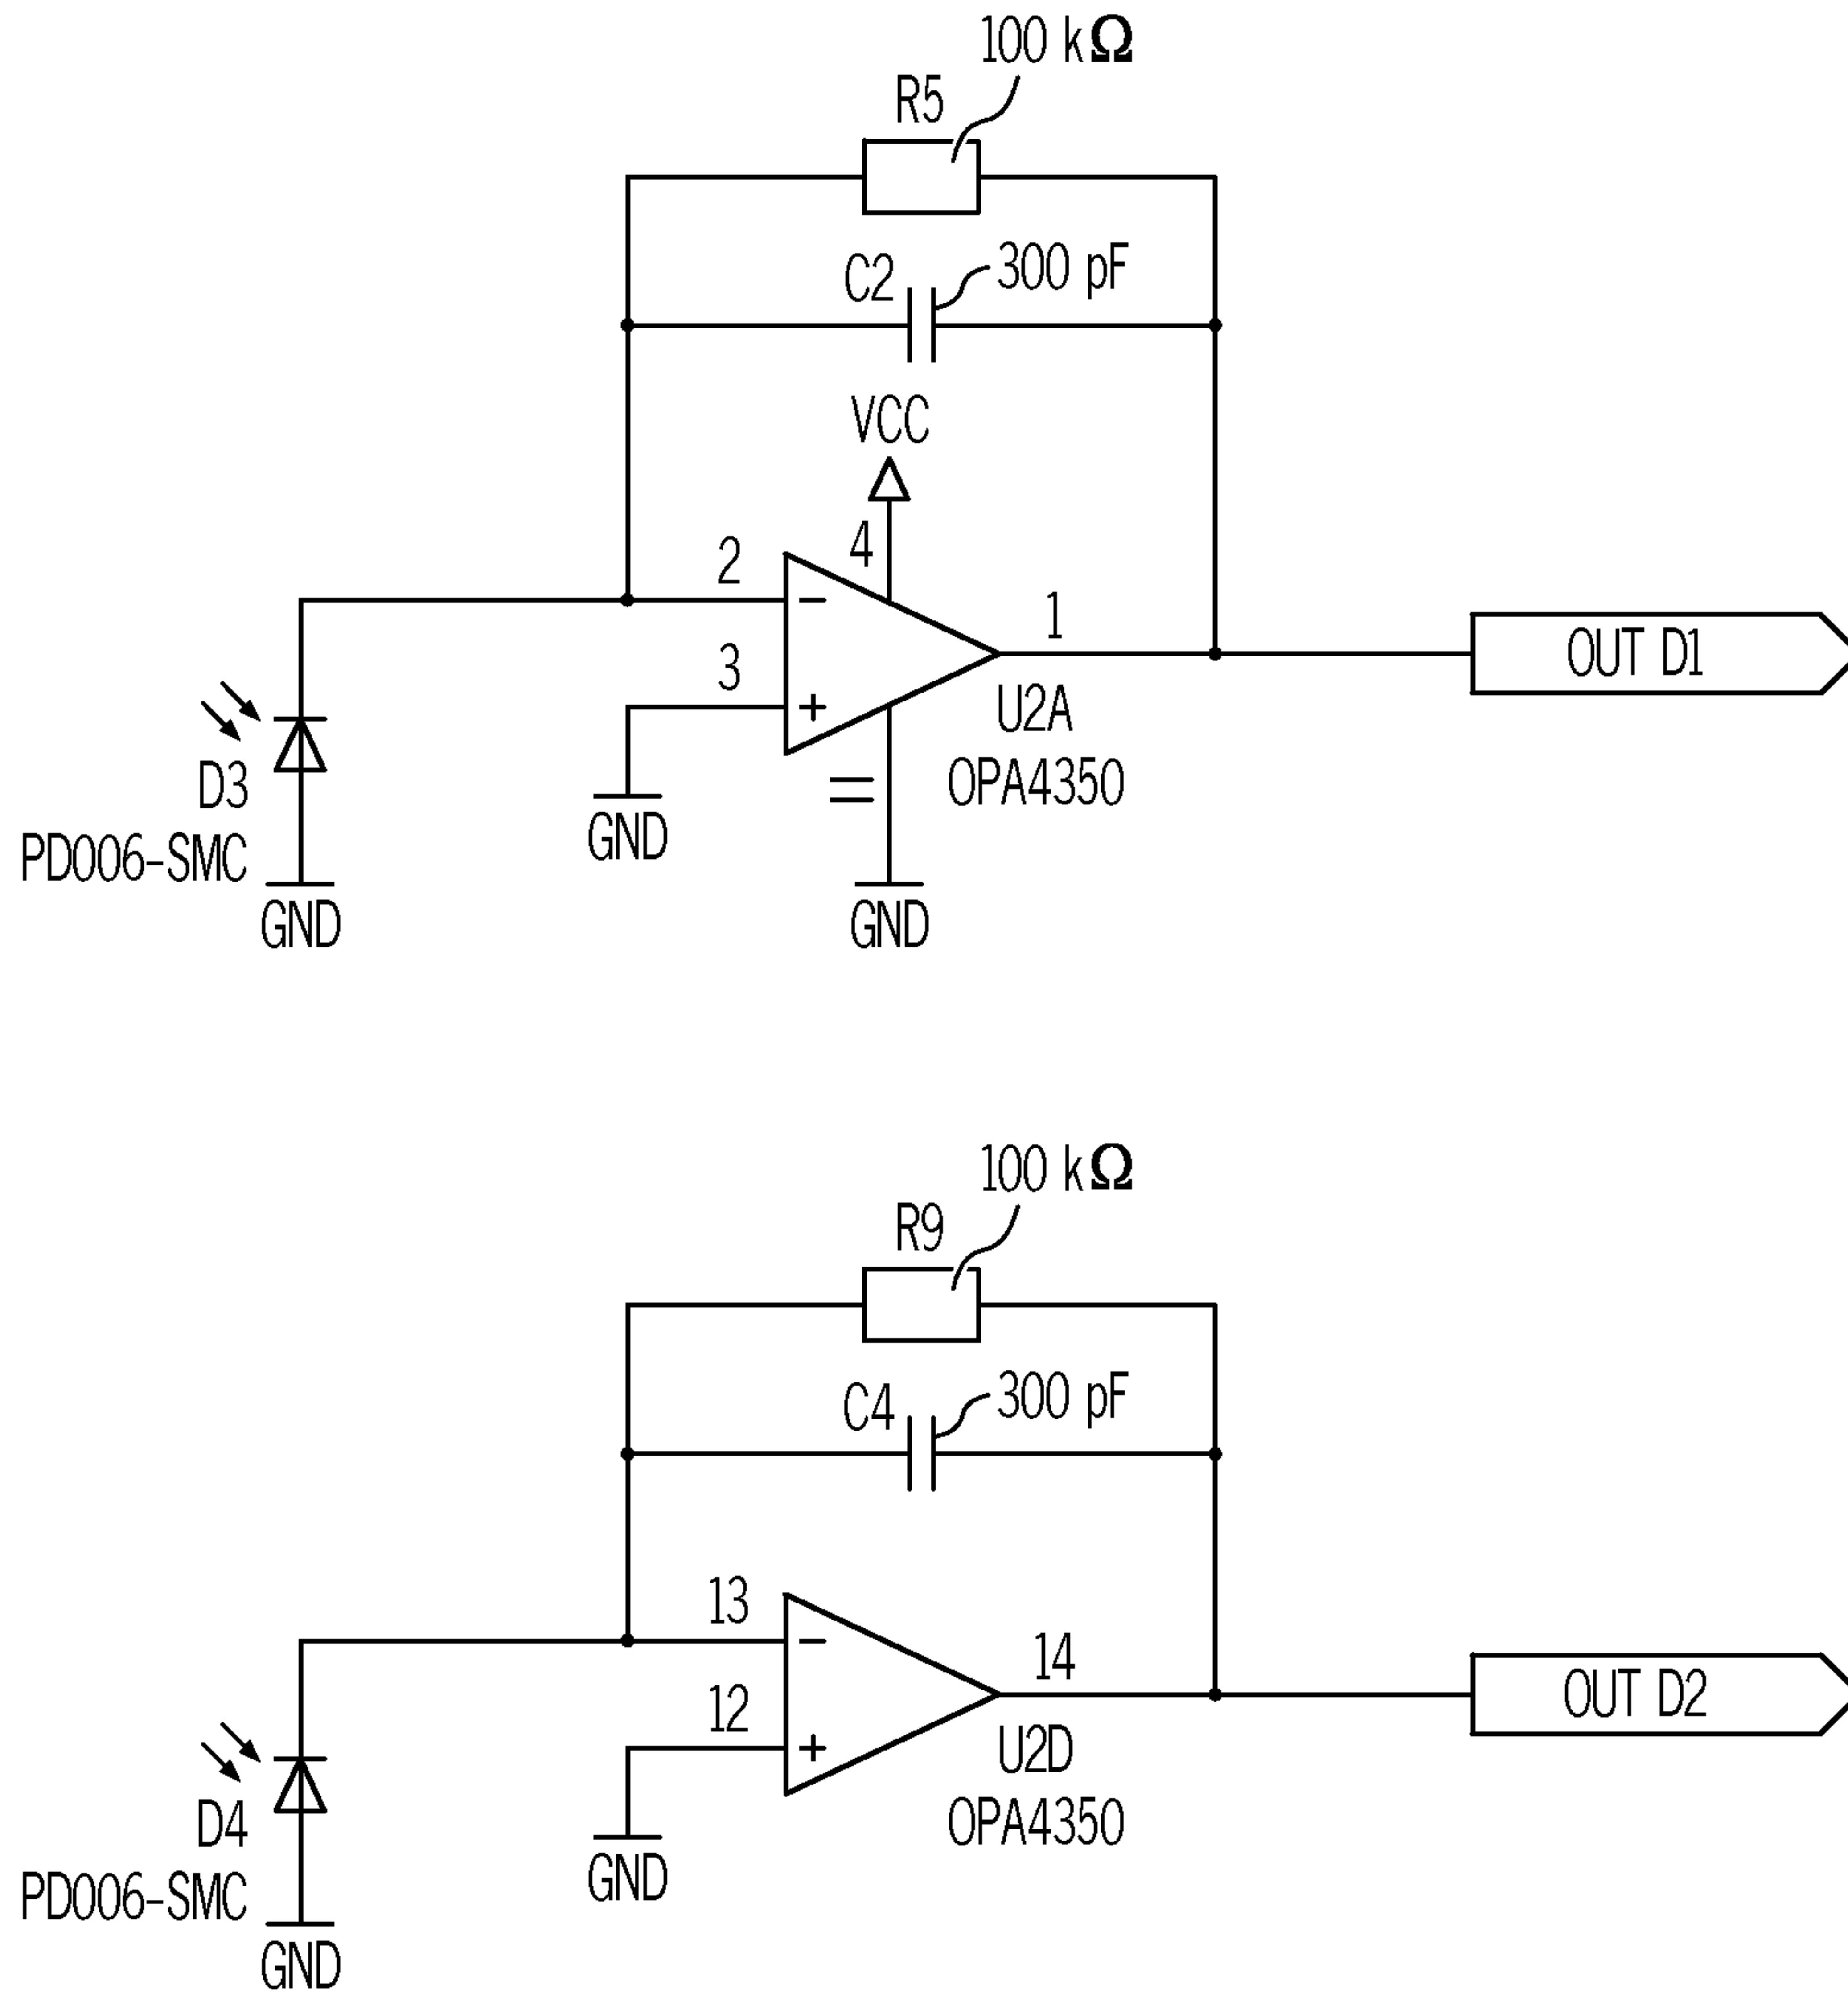 100 kΩ
R5
C2
300 pF
VCC
4
2
3
1
U2A
OPA4350
OUT D1
D3
PD006-SMC
GND
GND
GND
100 kΩ
R9
C4
300 pF
13
12
14
U2D
OPA4350
OUT D2
D4
PD006-SMC
GND
GND